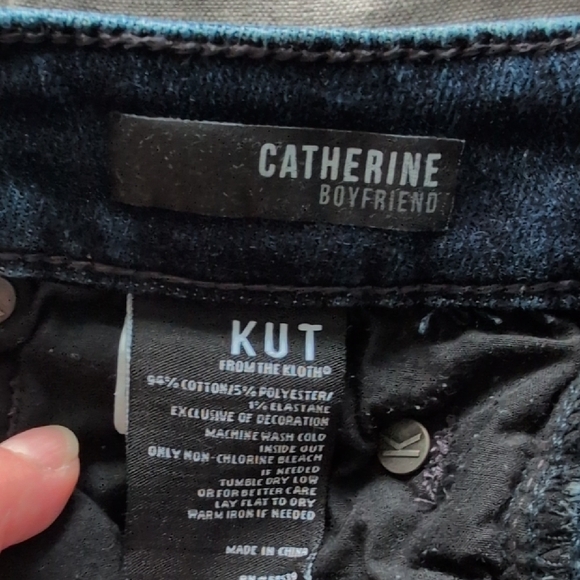 CATHERINE
BOYFRIEND
KUT
FROM THE KLOTH®
94% COTTON/5% POLYESTER/
1% ELASTANE
EXCLUSIVE OF DECORATION
MACHINE WASH COLD
INSIDE OUT
ONLY NON-CHLORINE BLEACH
IF NEEDED
TUMBLE DRY LOW
OR FOR BETTER CARE
LAY FLAT TO DRY
WARM IRON IF NEEDED
MADE IN CHINA
K